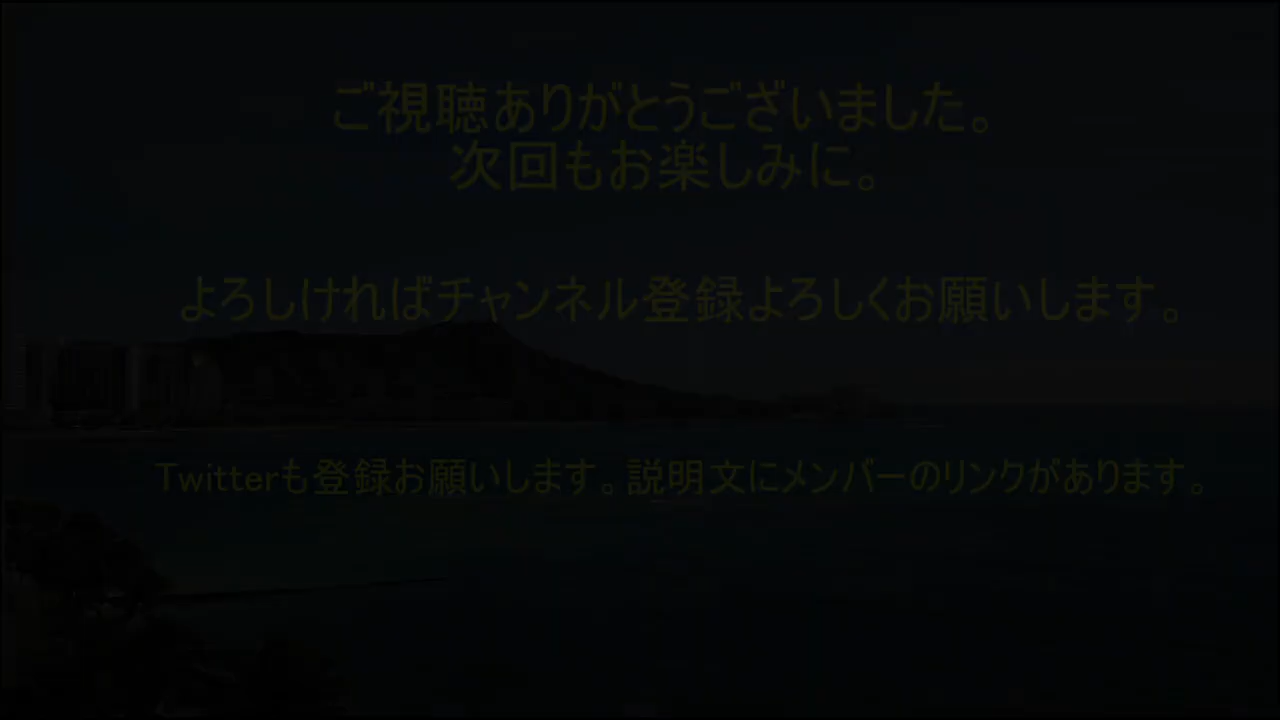 ご視聴ありがとうございました。
次回もお楽しみに。
よろしければチャンネル登録よろしくお願いします。
Twitterも登録お願いします。説明文にメンバーのリンクがあります。